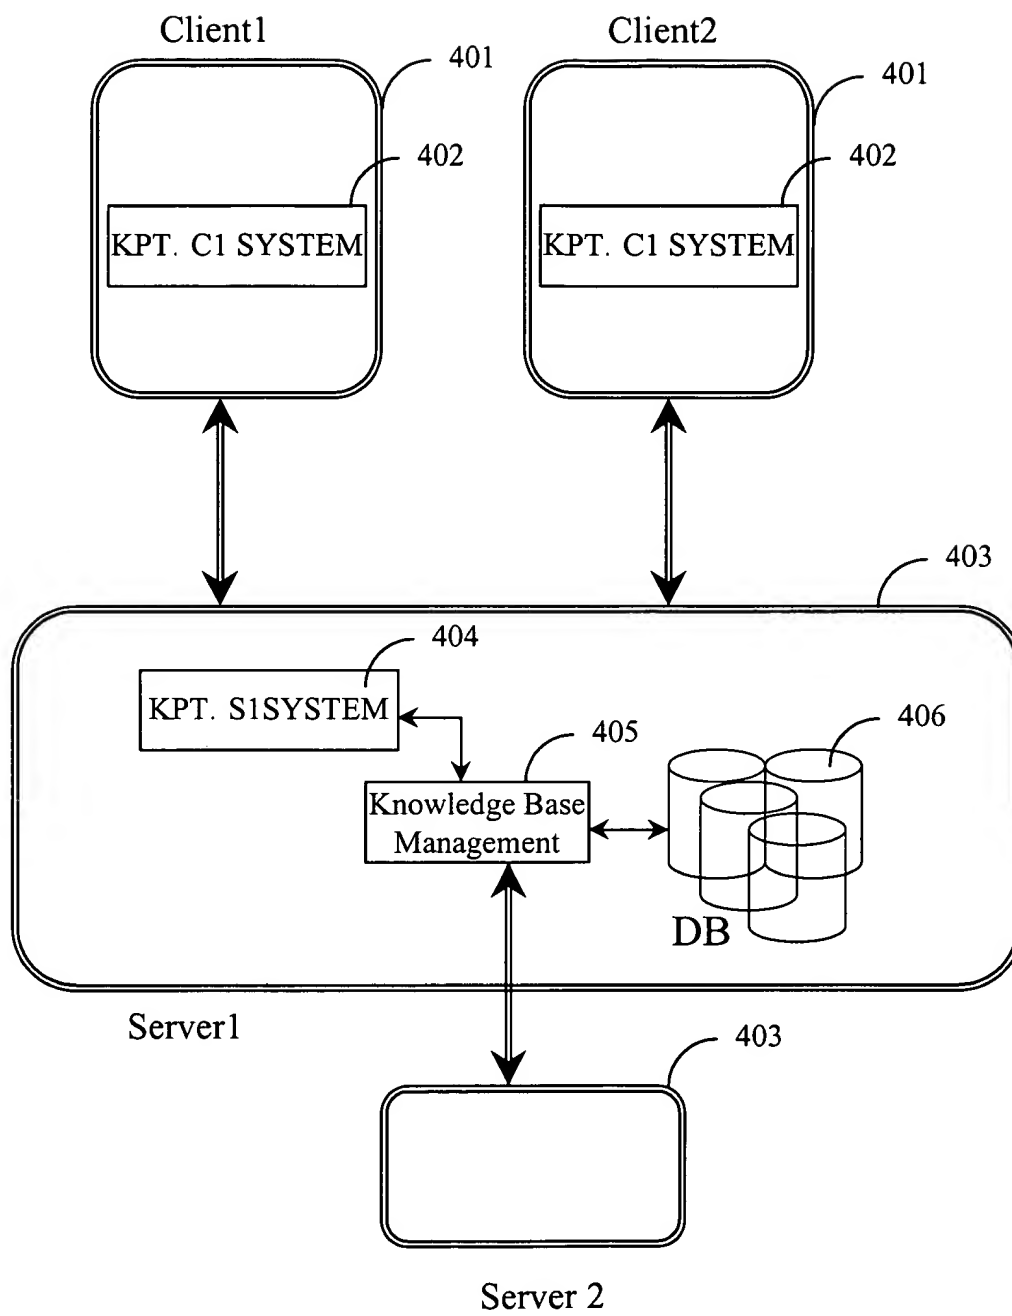 Client1
Client2
401
401
402
402
KPT. C1 SYSTEM
KPT. C1 SYSTEM
403
404
KPT. S1SYSTEM
405
406
Knowledge Base
Management
DB
Server1
403
Server 2